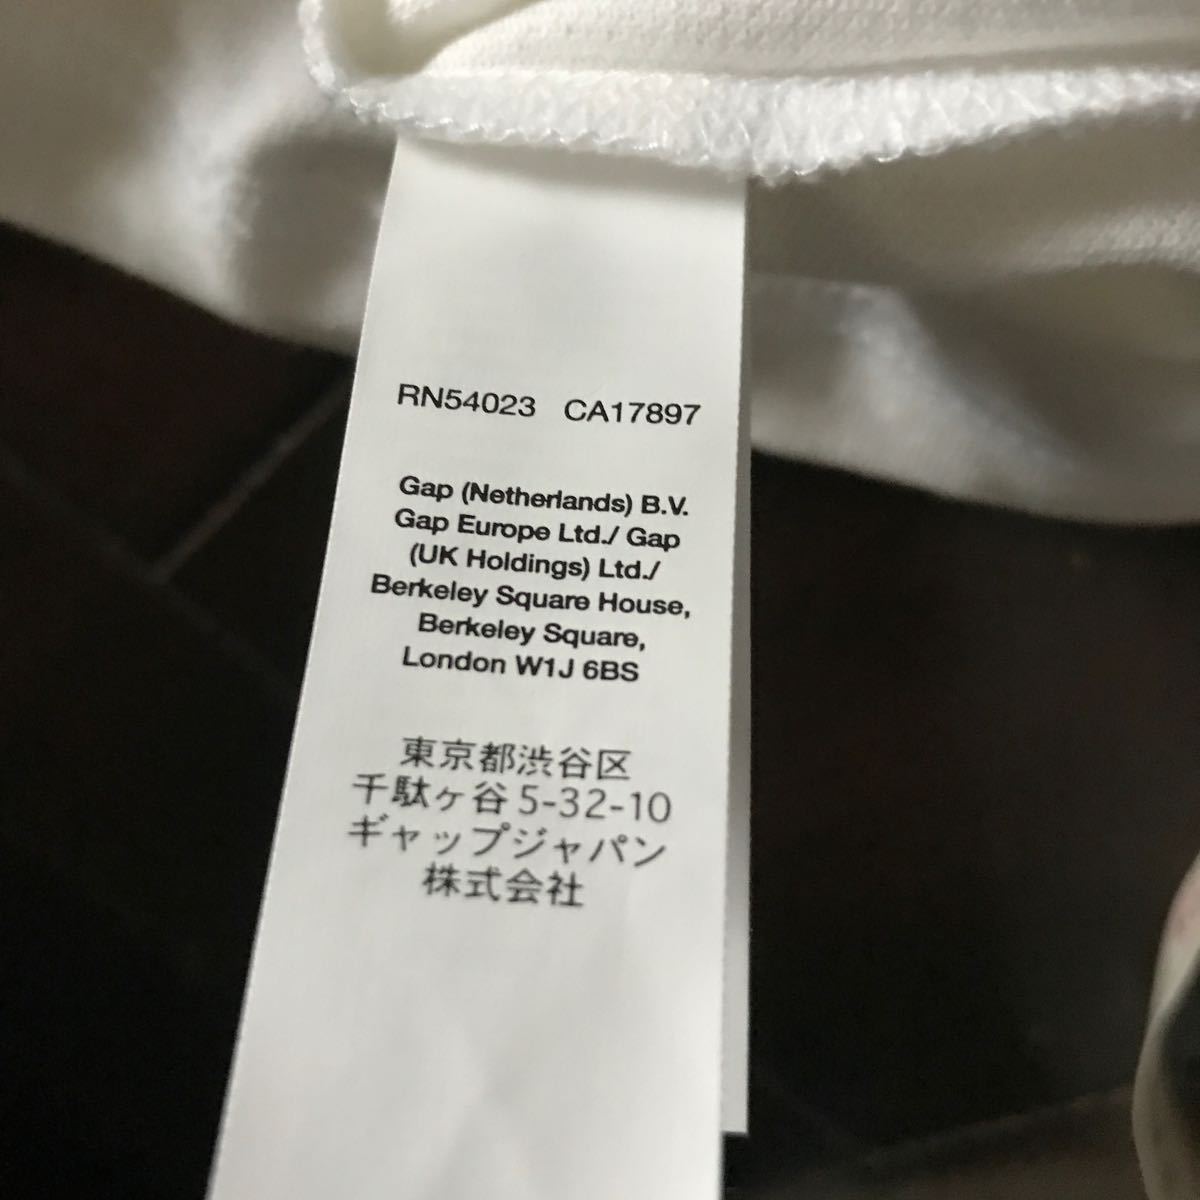 RN54023 CA17897
Gap (Netherlands) B.V.
Gap Europe Ltd./ Gap
(UK Holdings) Ltd./
Berkeley Square House,
Berkeley Square,
London W1J 6BS
東京都渋谷区
千駄ヶ谷5-32-10
ギャップジャパン
株式会社